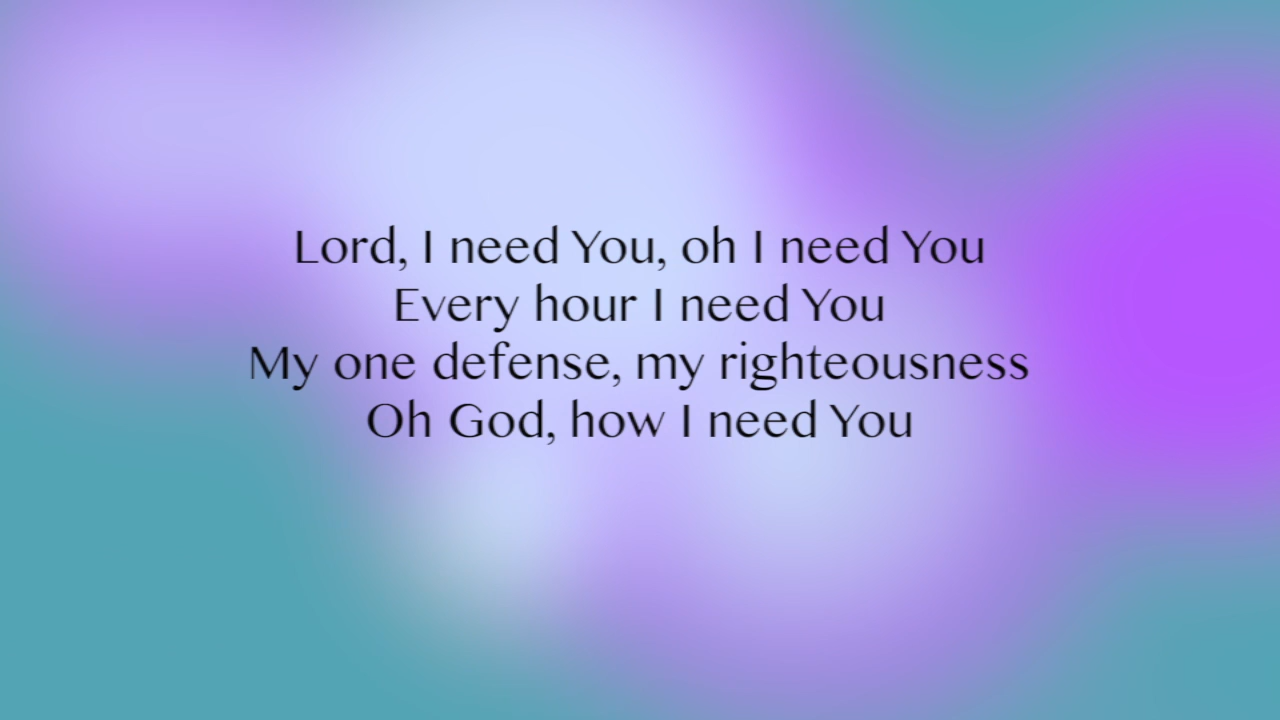 Lord, I need You, oh I need You
Every hour I need You
My one defense, my righteousness
Oh God, how I need You